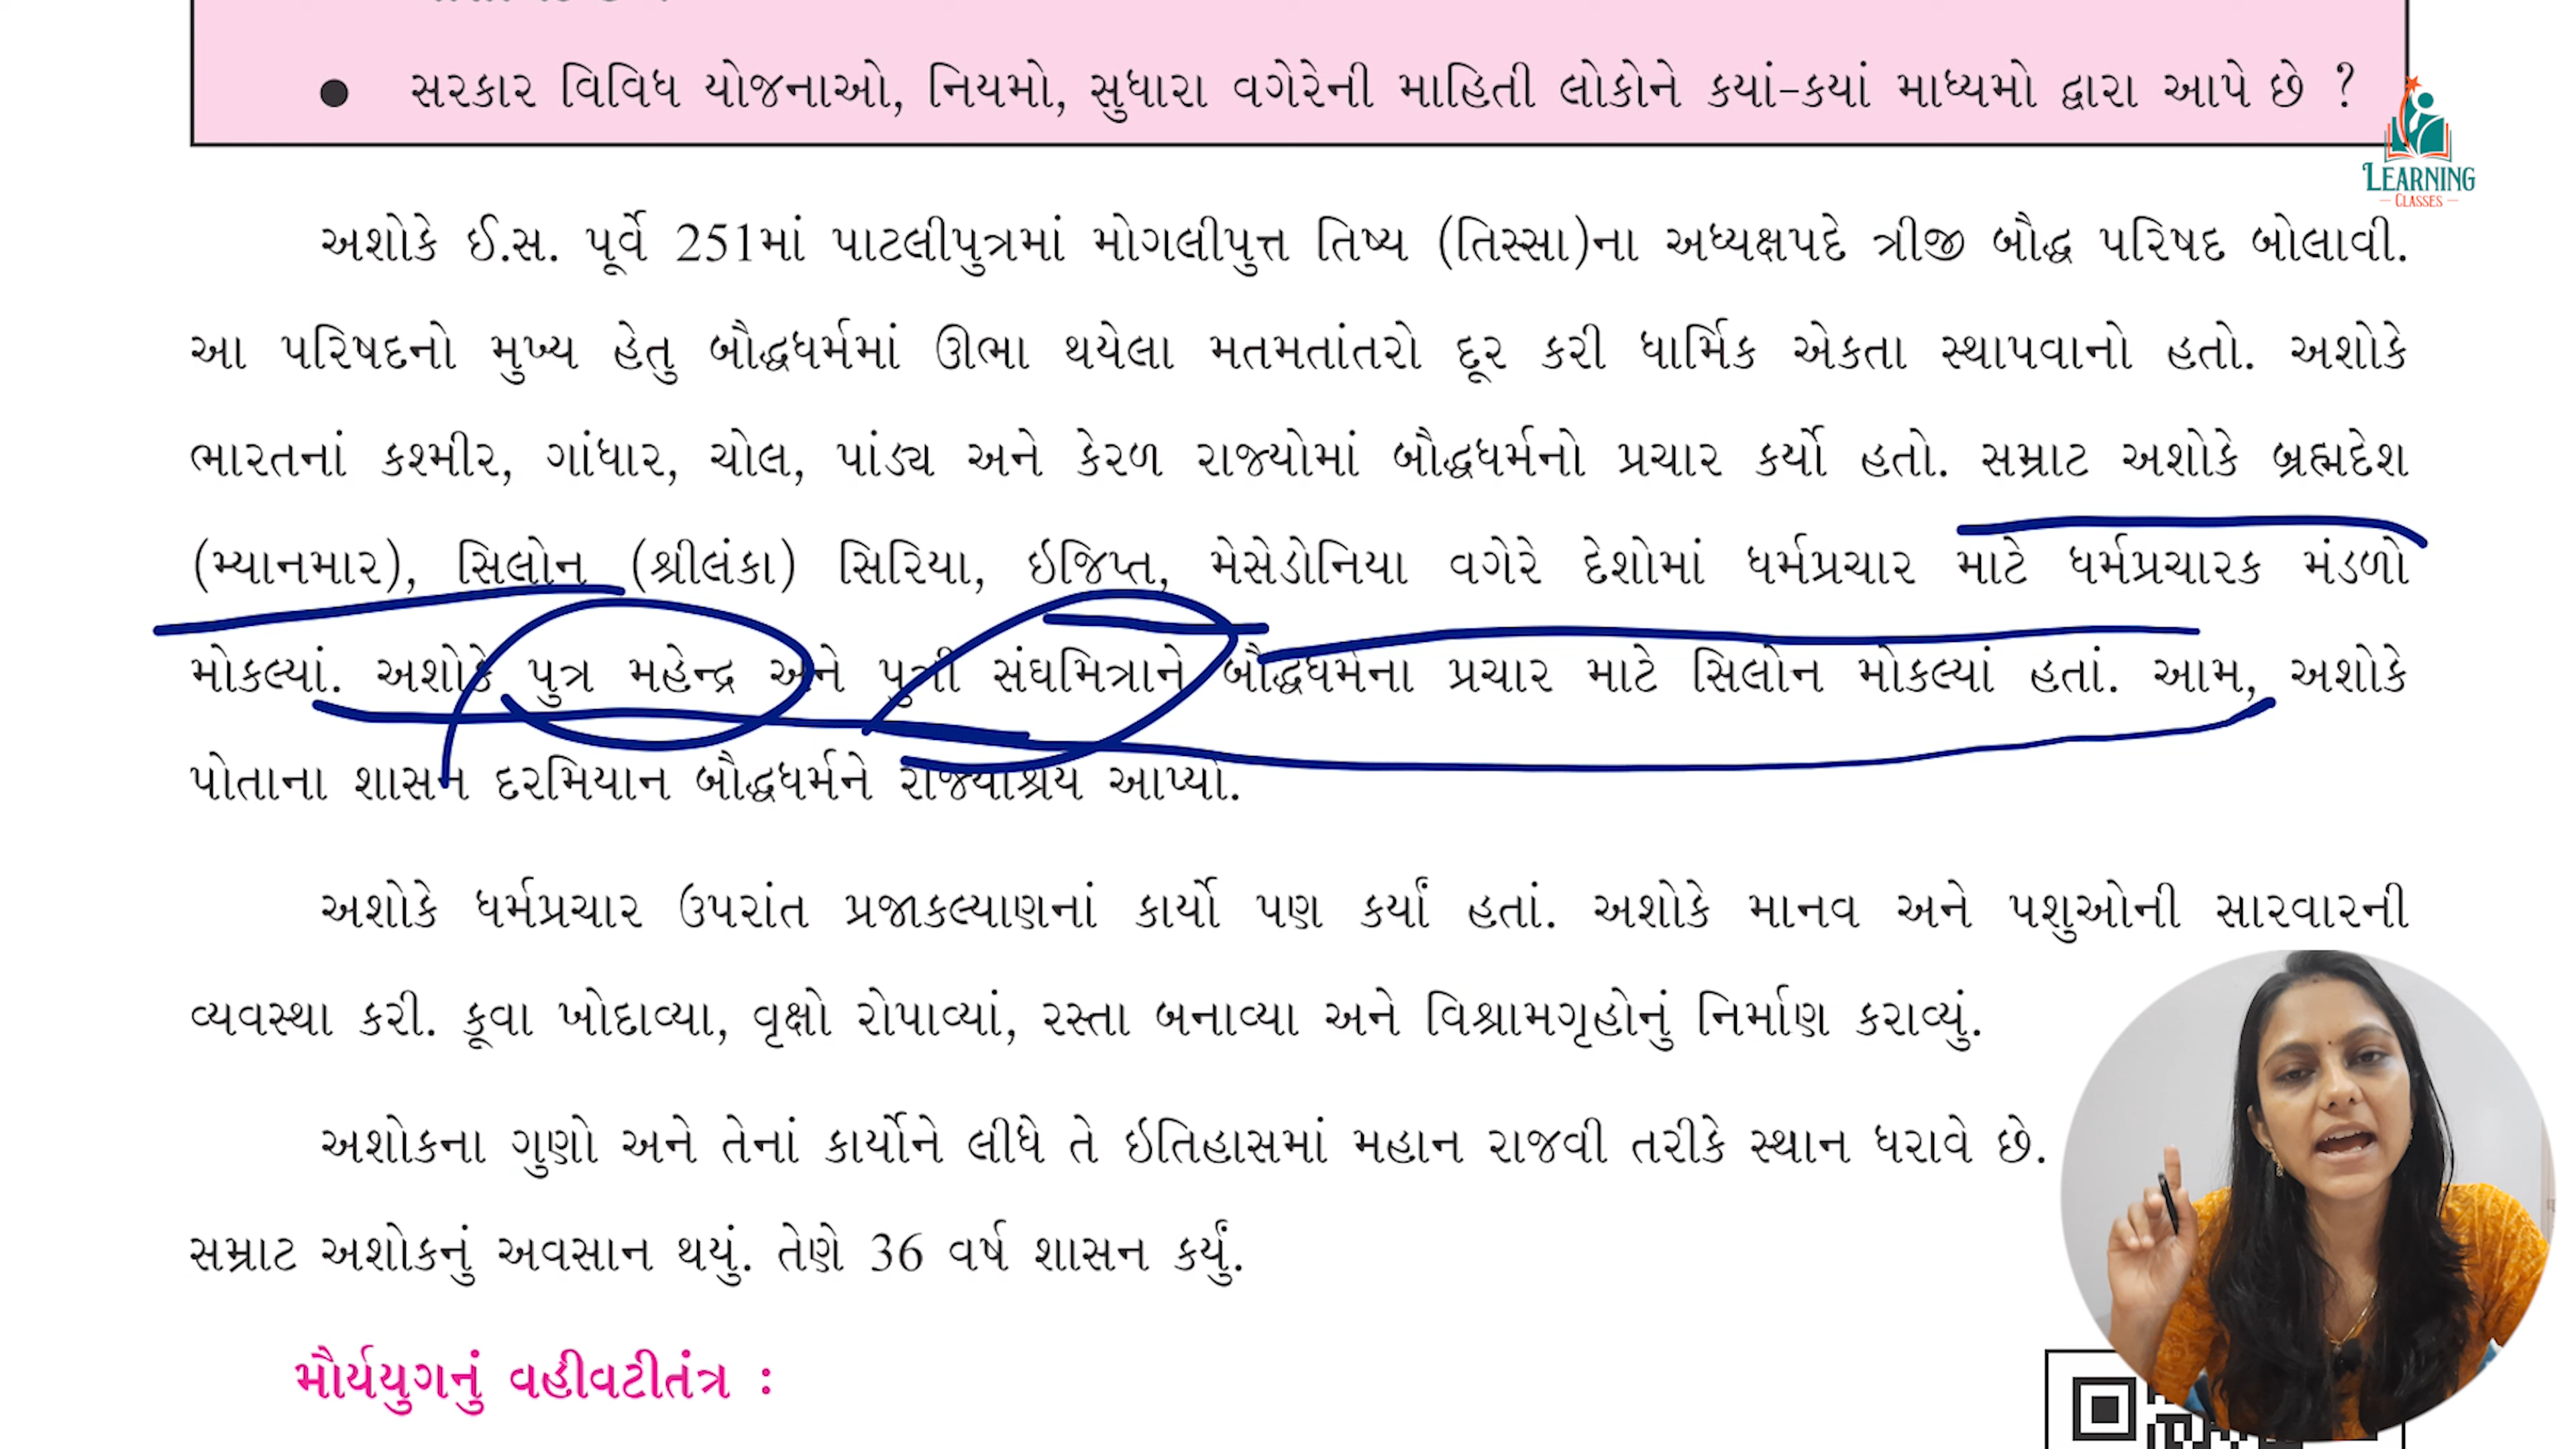 સરકાર વિવિધ યોજનાઓ, નિયમો, સુધારા વગેરેની માહિતી લોકોને કયાં-કયાં માધ્યમો દ્વારા આપે છે ?
LEARNING
CLASSES
અશોકે ઈ.સ. પૂર્વે 251માં પાટલીપુત્રમાં મોગલીપુત્ત તિષ્ય (તિસ્સા)ના અધ્યક્ષપદે ત્રીજી બૌદ્ધ પરિષદ બોલાવી.
આ પરિષદનો મુખ્ય હેતુ બૌદ્ધધર્મમાં ઊભા થયેલા મતમતાંતરો દૂર કરી ધાર્મિક એકતા સ્થાપવાનો હતો. અશોકે
ભારતનાં કશ્મીર, ગાંધાર, ચોલ, પાંડ્ય અને કેરળ રાજ્યોમાં બૌદ્ધધર્મનો પ્રચાર કર્યો હતો. સમ્રાટ અશોકે બ્રહ્મદેશ
(મ્યાનમાર), સિલોન (શ્રીલંકા) સિરિયા, ઇજિપ્ત, મેસેડોનિયા વગેરે દેશોમાં ધર્મપ્રચાર માટે ધર્મપ્રચારક મંડળો
મોકલ્યાં. અશોકે પુત્ર મહેન્દ્ર અને પુત્રી સંઘમિત્રાને બૌદ્ધધર્મના પ્રચાર માટે સિલોન મોકલ્યાં હતાં. આમ, અશોકે
પોતાના શાસન દરમિયાન બૌદ્ધધર્મને રાજ્યાશ્રય આપ્યો.
અશોકે ધર્મપ્રચાર ઉપરાંત પ્રજાકલ્યાણનાં કાર્યો પણ કર્યાં હતાં. અશોકે માનવ અને પશુઓની સારવારની
વ્યવસ્થા કરી. કૂવા ખોદાવ્યા, વૃક્ષો રોપાવ્યાં, રસ્તા બનાવ્યા અને વિશ્રામગૃહોનું નિર્માણ કરાવ્યું.
અશોકના ગુણો અને તેનાં કાર્યોને લીધે તે ઇતિહાસમાં મહાન રાજવી તરીકે સ્થાન ધરાવે છે.
સમ્રાટ અશોકનું અવસાન થયું. તેણે 36 વર્ષ શાસન કર્યું.
મૌર્યયુગનું વહીવટીતંત્ર :